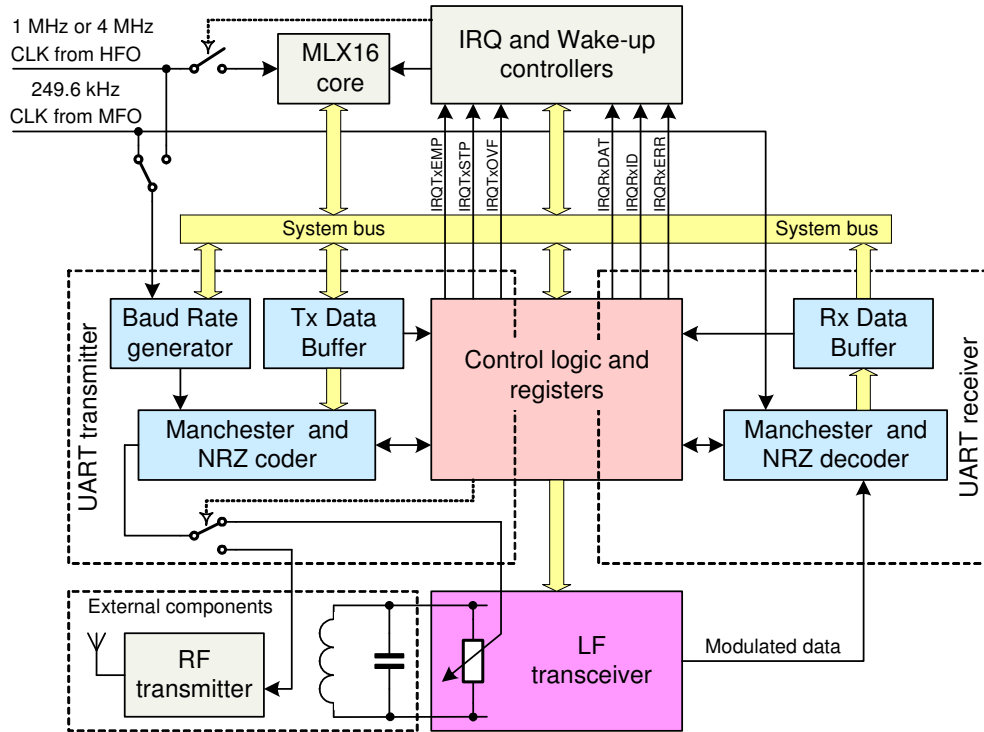 1 MHz or 4 MHz
CLK from HFO
249.6 kHz
CLK from MFO
MLX16
core
IRQ and Wake-up
controllers
IRQTxEMP
IRQTxSTP
IRQTxOVF
IRQRxDAT
IRQRxID
IRQRxERR
System bus
System bus
UART transmitter
Baud Rate
generator
Tx Data
Buffer
Control logic and
registers
Rx Data
Buffer
UART receiver
Manchester and
NRZ coder
Manchester and
NRZ decoder
External components
RF
transmitter
LF
transceiver
Modulated data